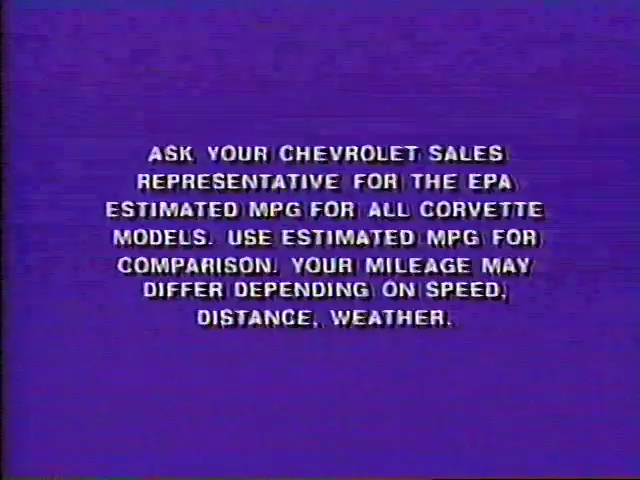 ASK YOUR CHEVROLET SALES
REPRESENTATIVE FOR THE EPA
ESTIMATED MPG FOR ALL CORVETTE
MODELS. USE ESTIMATED MPG FOR
COMPARISON. YOUR MILEAGE MAY
DIFFER DEPENDING ON SPEED,
DISTANCE, WEATHER.